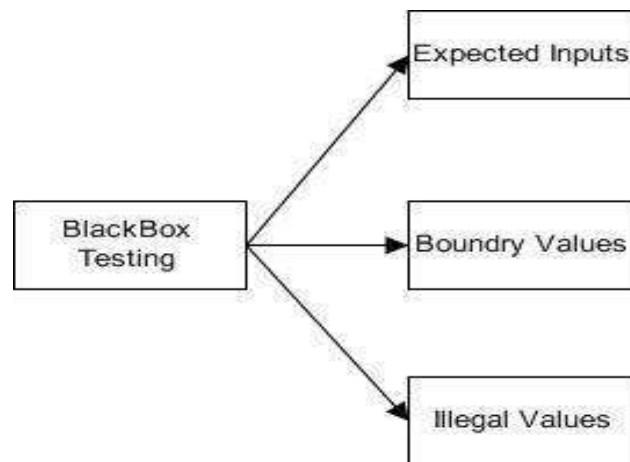 Expected Inputs
BlackBox
Testing
Boundry Values
Illegal Values